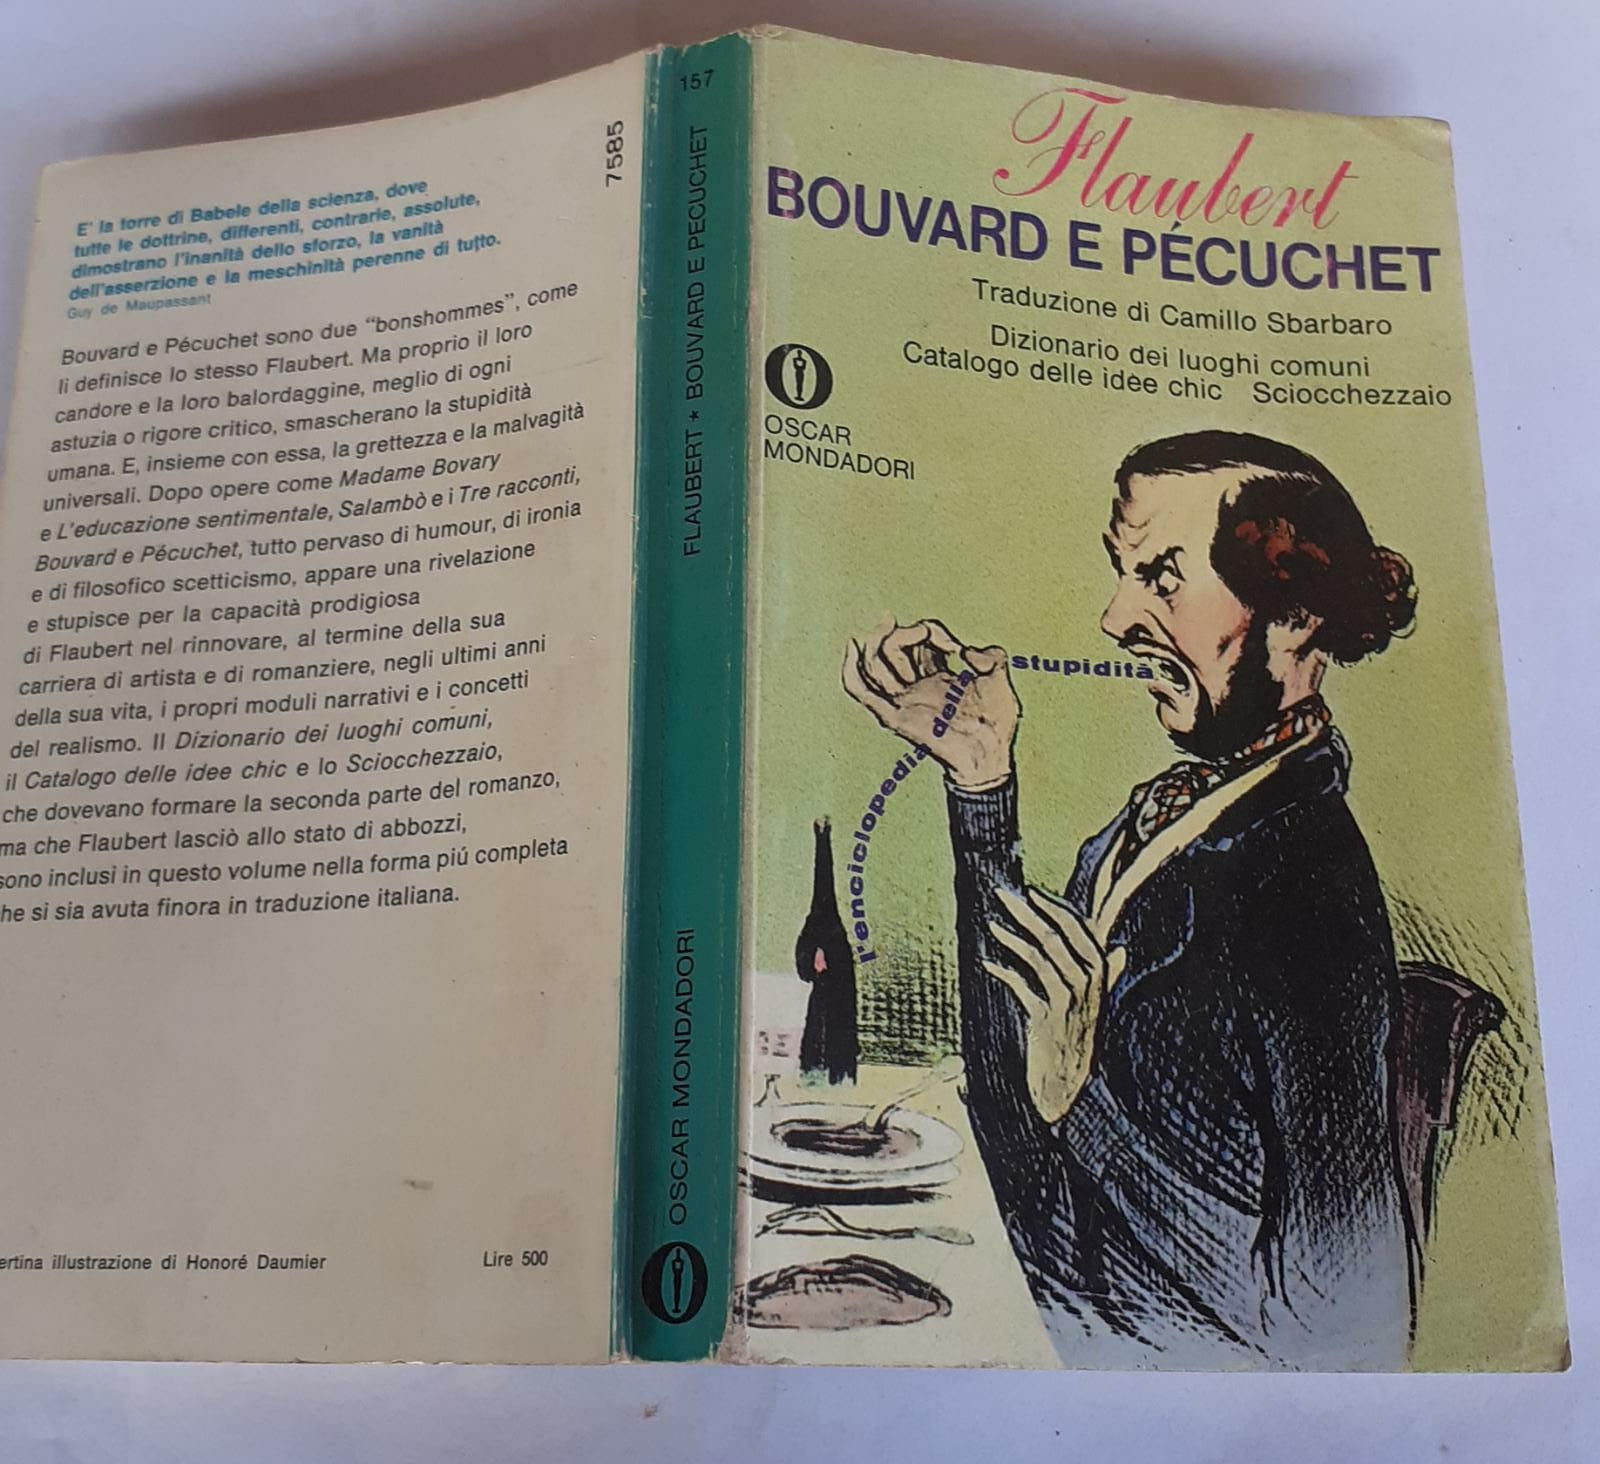 E' la torre di Babele della scienza, dove
tutte le dottrine, differenti, contrarie, assolute,
dimostrano l'inanità dello sforzo, la vanità
dell'asserzione e la meschinità perenne di tutto.
Guy de Maupassant
7585
Bouvard e Pécuchet sono due “bonshommes”, come
li definisce lo stesso Flaubert. Ma proprio il loro
candore e la loro balordaggine, meglio di ogni
astuzia o rigore critico, smascherano la stupidità
umana. E, insieme con essa, la grettezza e la malvagità
universali. Dopo opere come Madame Bovary
e L'educazione sentimentale, Salambò e i Tre racconti,
Bouvard e Pécuchet, tutto pervaso di humour, di ironia
e di filosofico scetticismo, appare una rivelazione
e stupisce per la capacità prodigiosa
di Flaubert nel rinnovare, al termine della sua
carriera di artista e di romanziere, negli ultimi anni
della sua vita, i propri moduli narrativi e i concetti
del realismo. Il Dizionario dei luoghi comuni,
il Catalogo delle idee chic e lo Sciocchezzaio,
che dovevano formare la seconda parte del romanzo,
ma che Flaubert lasciò allo stato di abbozzi,
sono inclusi in questo volume nella forma piú completa
he si sia avuta finora in traduzione italiana.
ertina illustrazione di Honoré Daumier
Lire 500
157
FLAUBERT * BOUVARD E PECUCHET
OSCAR MONDADORI
Flaubert
BOUVARD E PÉCUCHET
Traduzione di Camillo Sbarbaro
Dizionario dei luoghi comuni
Catalogo delle idèe chic Sciocchezzaio
OSCAR
MONDADORI
l'enciclopedia della stupidità